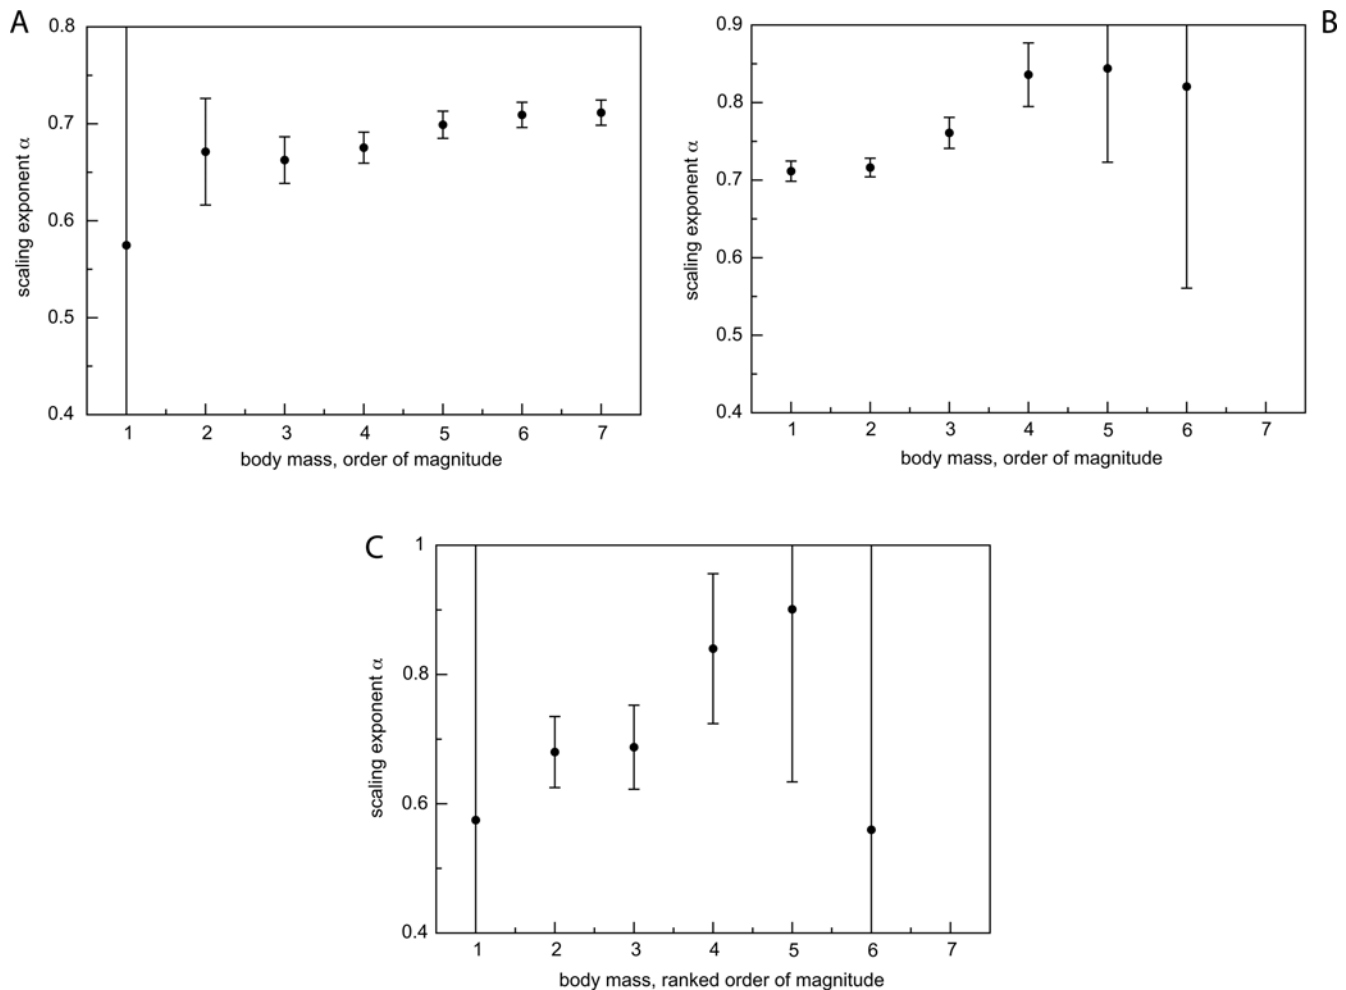 A
0.8
0.7
0.6
0.5
0.4
scaling exponent α
1 2 3 4 5 6 7
body mass, order of magnitude
B
0.9
0.8
0.7
0.6
0.5
0.4
scaling exponent α
1 2 3 4 5 6 7
body mass, order of magnitude
C
1
0.8
0.6
0.4
scaling exponent α
1 2 3 4 5 6 7
body mass, ranked order of magnitude